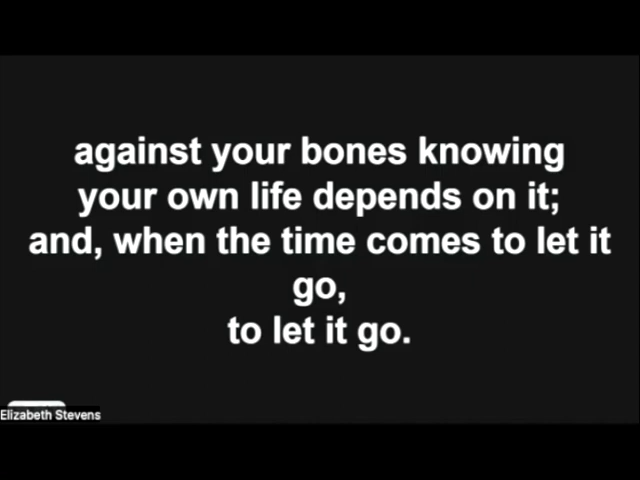 against your bones knowing
your own life depends on it;
and, when the time comes to let it
go,
to let it go.
Elizabeth Stevens